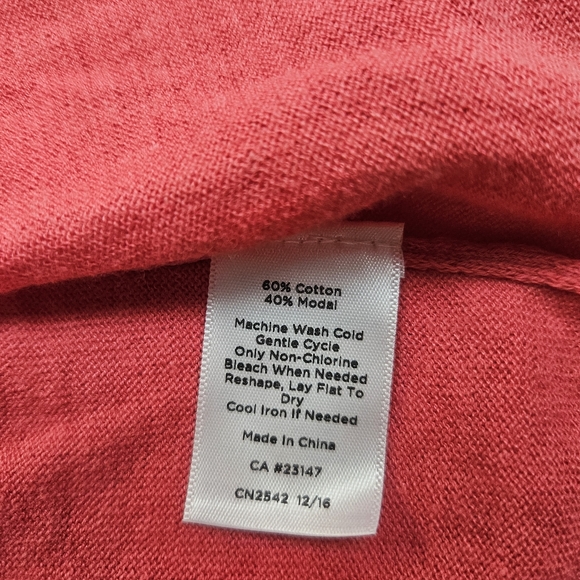 60% Cotton
40% Modal
Machine Wash Cold
Gentle Cycle
Only Non-Chlorine
Bleach When Needed
Reshape, Lay Flat To
Dry
Cool Iron If Needed
Made In China
CA #23147
CN2542 12/16